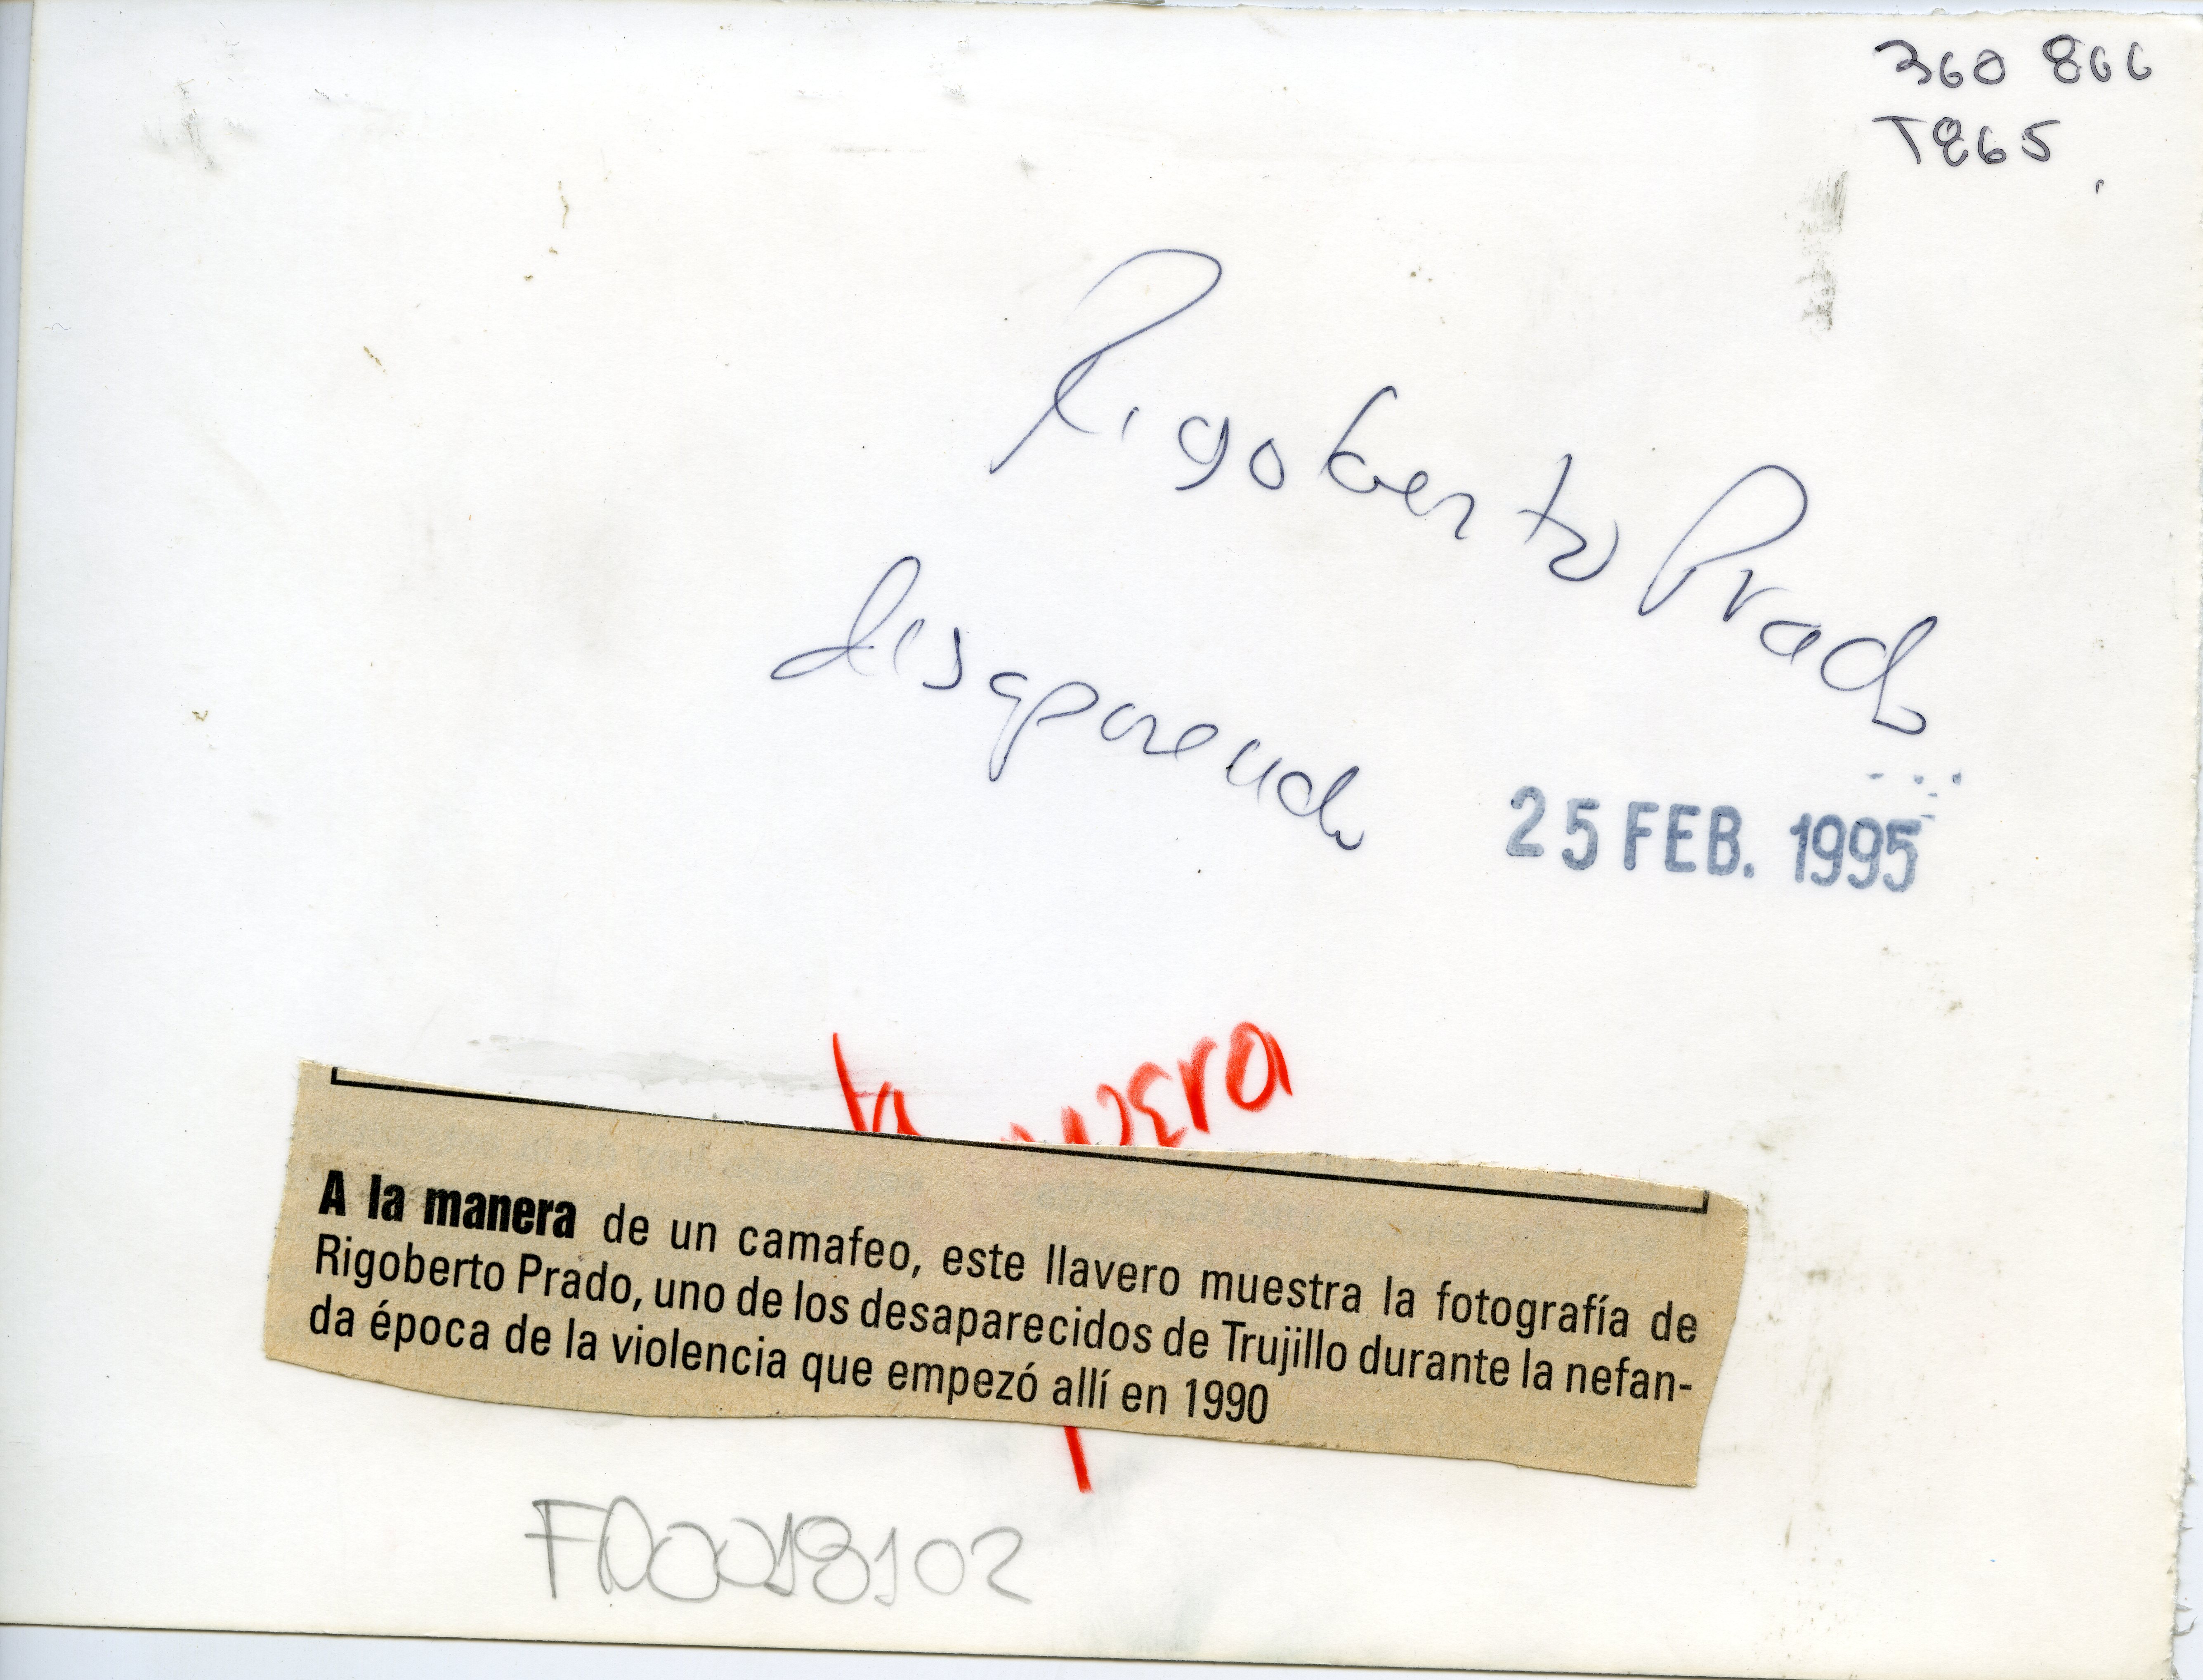 360 866
T865
Rigoberto Prado
desaparecido
25 FEB. 1995
la
A la manera de un camafeo, este llavero muestra la fotografía de
Rigoberto Prado, uno de los desaparecidos de Trujillo durante la nefan-
da época de la violencia que empezó allí en 1990